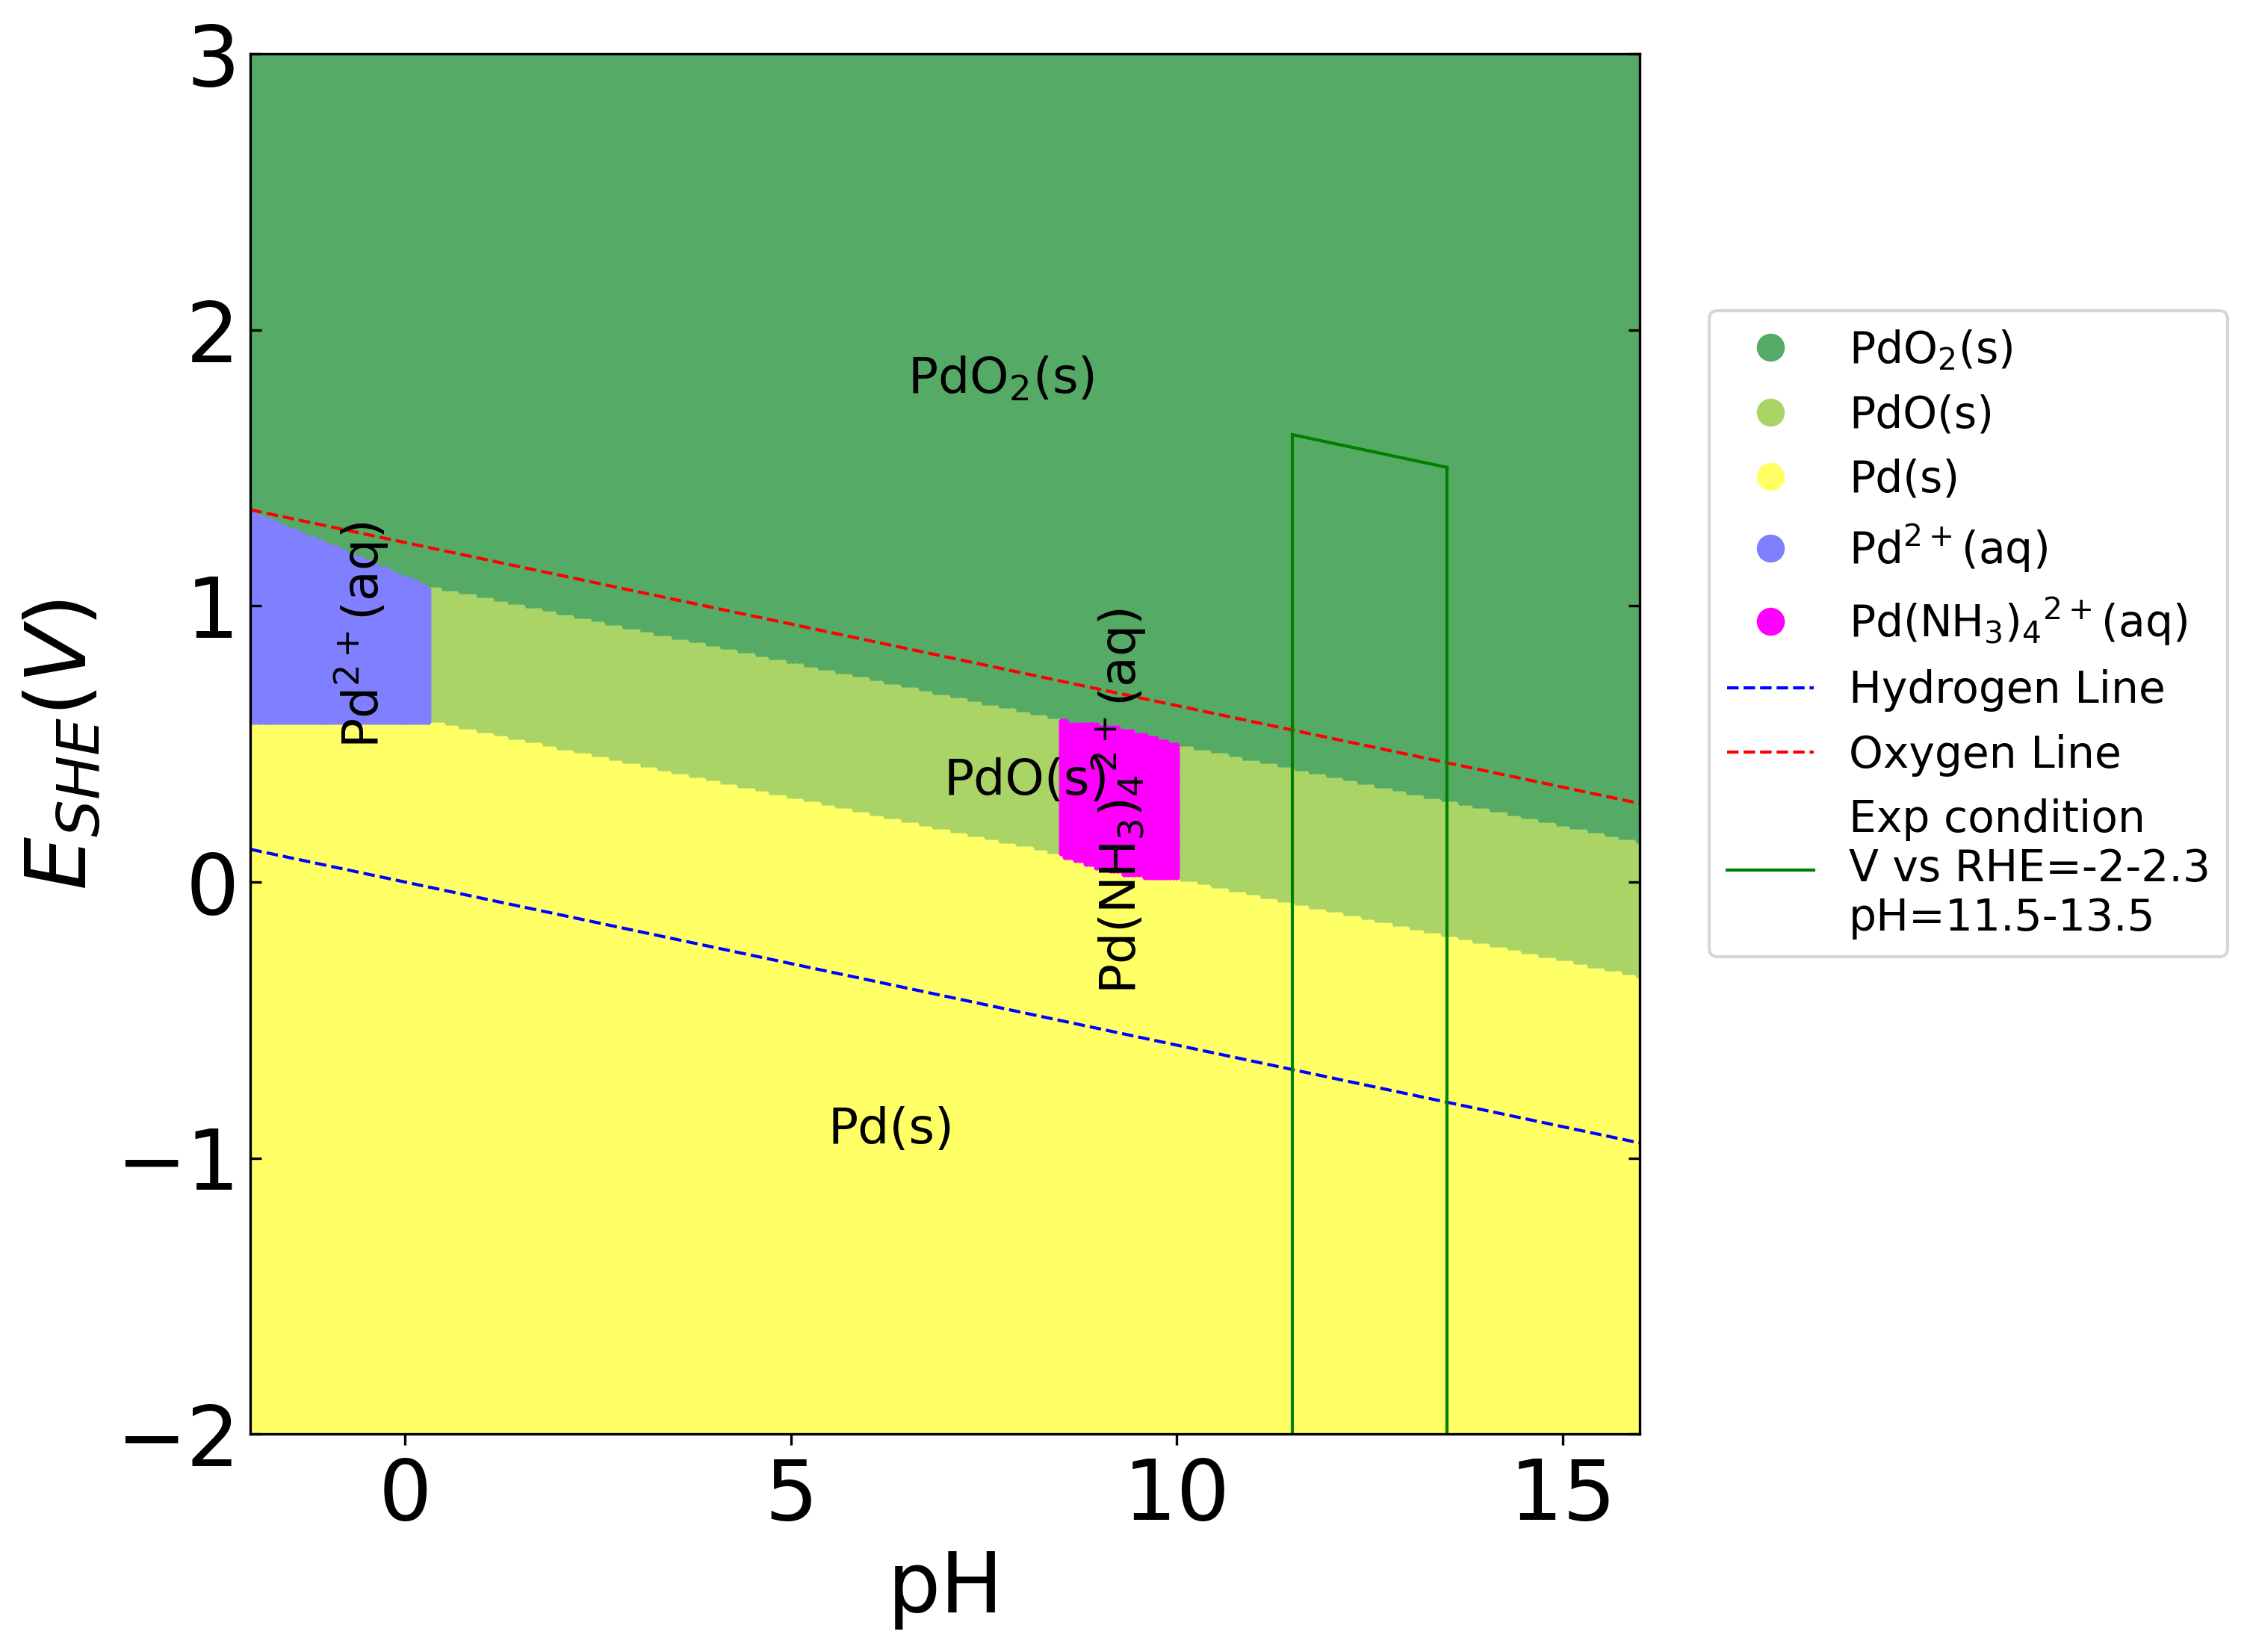 3
2
1
0
−1
−2
E_SHE(V)
0
5
10
15
pH
PdO₂(s)
Pd²⁺(aq)
PdO(s)
Pd(NH₃)₄²⁺(aq)
Pd(s)
PdO₂(s)
PdO(s)
Pd(s)
Pd²⁺(aq)
Pd(NH₃)₄²⁺(aq)
Hydrogen Line
Oxygen Line
Exp condition
V vs RHE=-2-2.3
pH=11.5-13.5